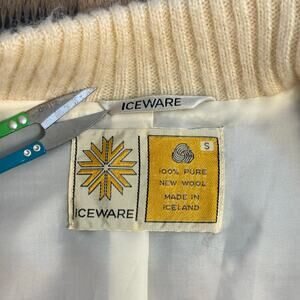 ICEWARE
ICEWARE
S
100% PURE
NEW WOOL
MADE IN
ICELAND